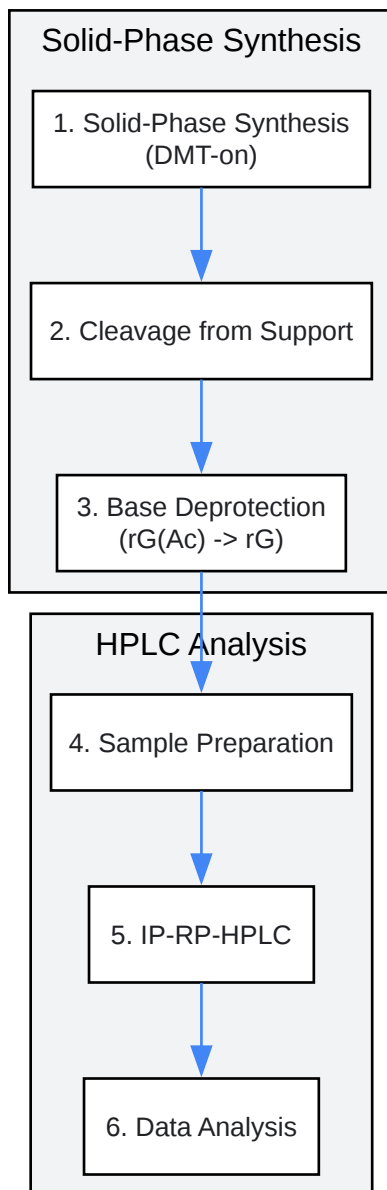 Solid-Phase Synthesis
1. Solid-Phase Synthesis
(DMT-on)
2. Cleavage from Support
3. Base Deprotection
(rG(Ac) -> rG)
HPLC Analysis
4. Sample Preparation
5. IP-RP-HPLC
6. Data Analysis